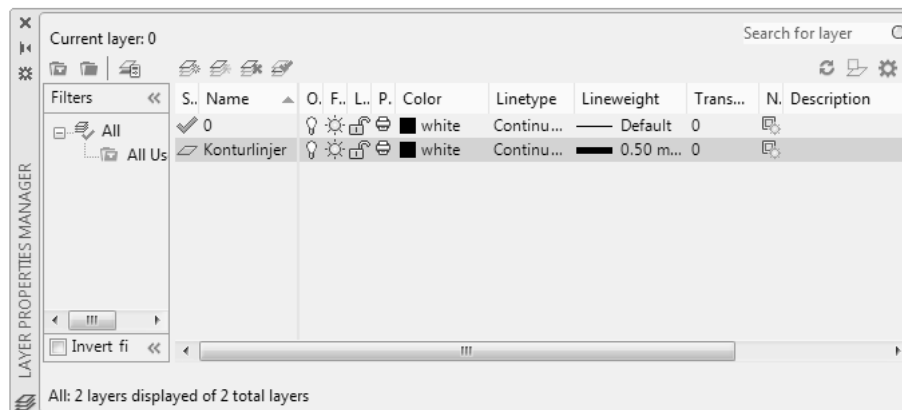 Current layer: 0
Search for layer
Filters
S.. Name O. F.. L.. P. Color Linetype Lineweight Trans... N. Description
All
0 white Continu... Default 0
All Us
Konturlinjer white Continu... 0.50 m... 0
LAYER PROPERTIES MANAGER
Invert fi
All: 2 layers displayed of 2 total layers